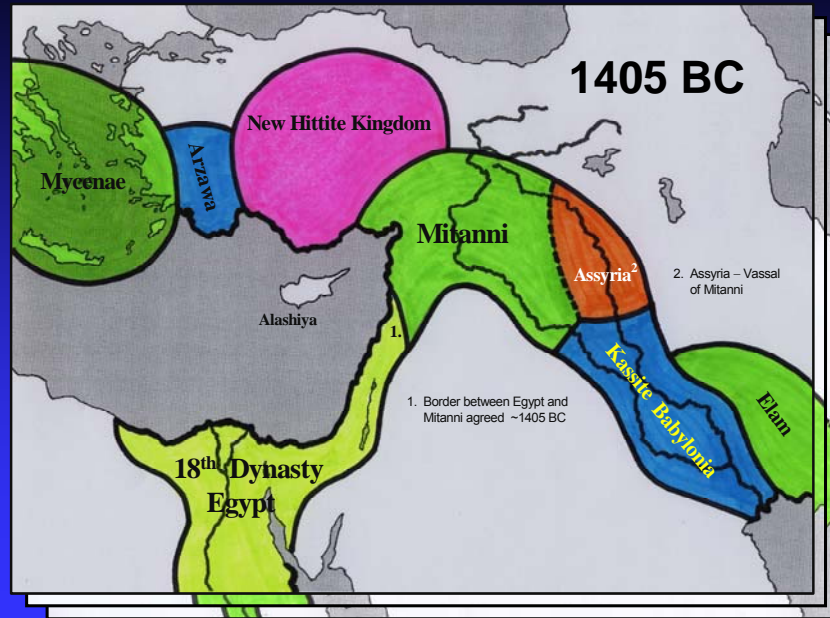 1405 BC
New Hittite Kingdom
Mycenae
Arzawa
Mitanni
Assyria²
2. Assyria – Vassal
of Mitanni
Alashiya
1.
1. Border between Egypt and
Mitanni agreed ~1405 BC
Kassite Babylonia
Elam
18th Dynasty
Egypt